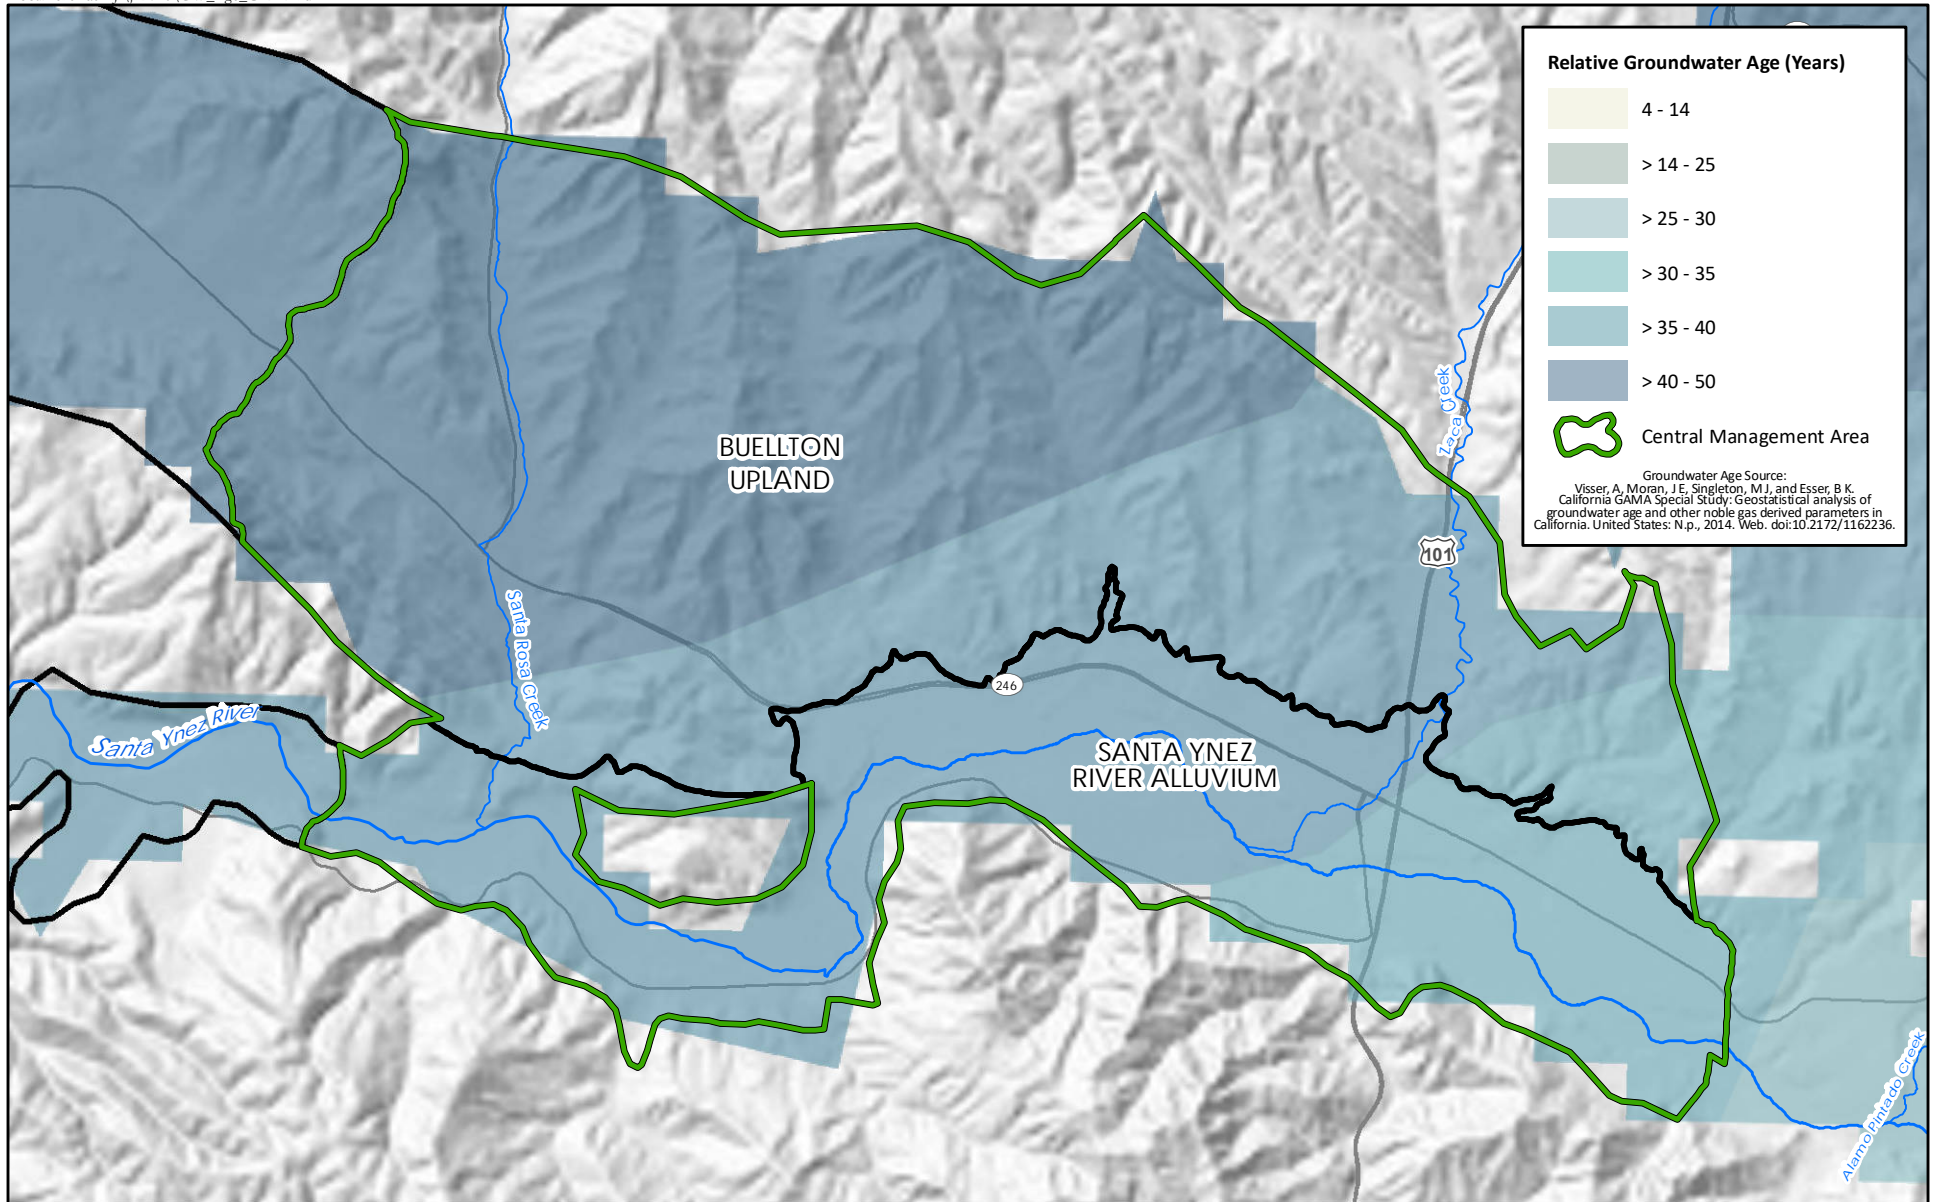 Relative Groundwater Age (Years)
4 - 14
> 14 - 25
> 25 - 30
> 30 - 35
> 35 - 40
> 40 - 50
Central Management Area
Groundwater Age Source:
Visser, A, Moran, J E, Singleton, M J, and Esser, B K.
California GAMA Special Study: Geostatistical analysis of
groundwater age and other noble gas derived parameters in
California. United States: N.p., 2014. Web. doi:10.2172/1162236.
BUELLTON
UPLAND
Zaca Creek
101
Santa Rosa Creek
246
Santa Ynez River
SANTA YNEZ
RIVER ALLUVIUM
Alamo Pintado Creek